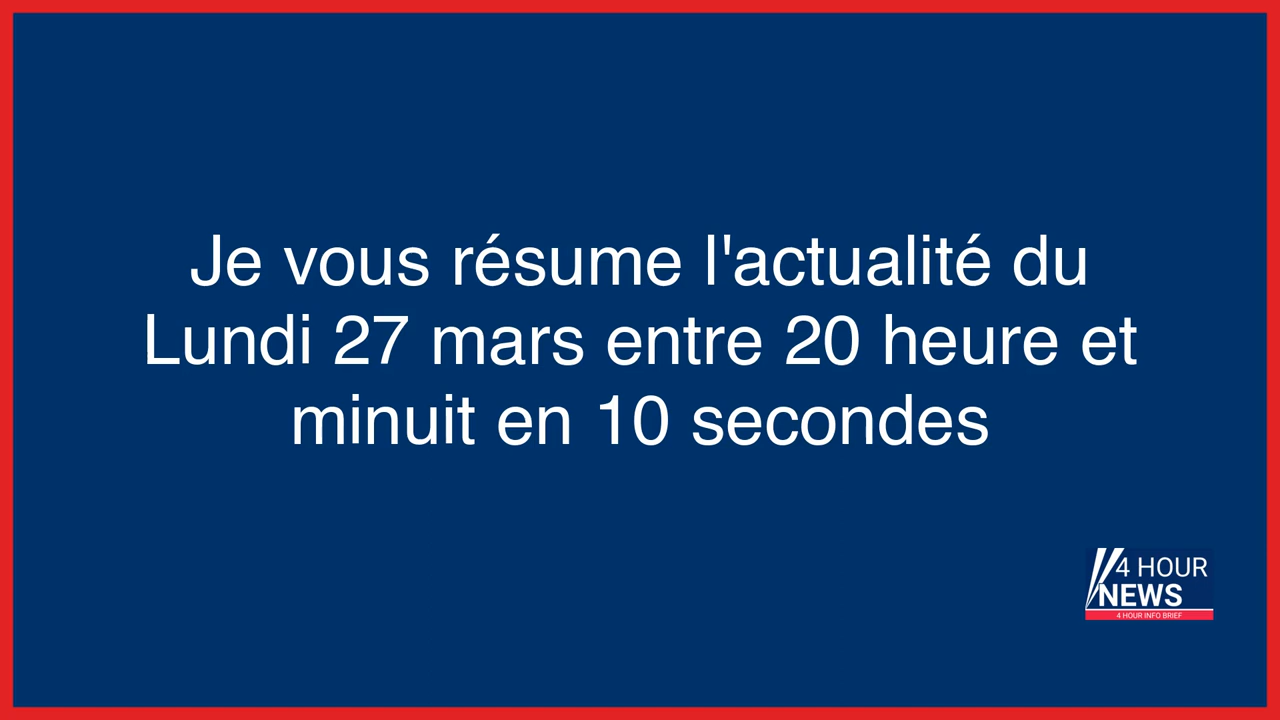 Je vous résume l'actualité du
Lundi 27 mars entre 20 heure et
minuit en 10 secondes
4 HOUR
NEWS
4 HOUR INFO BRIEF